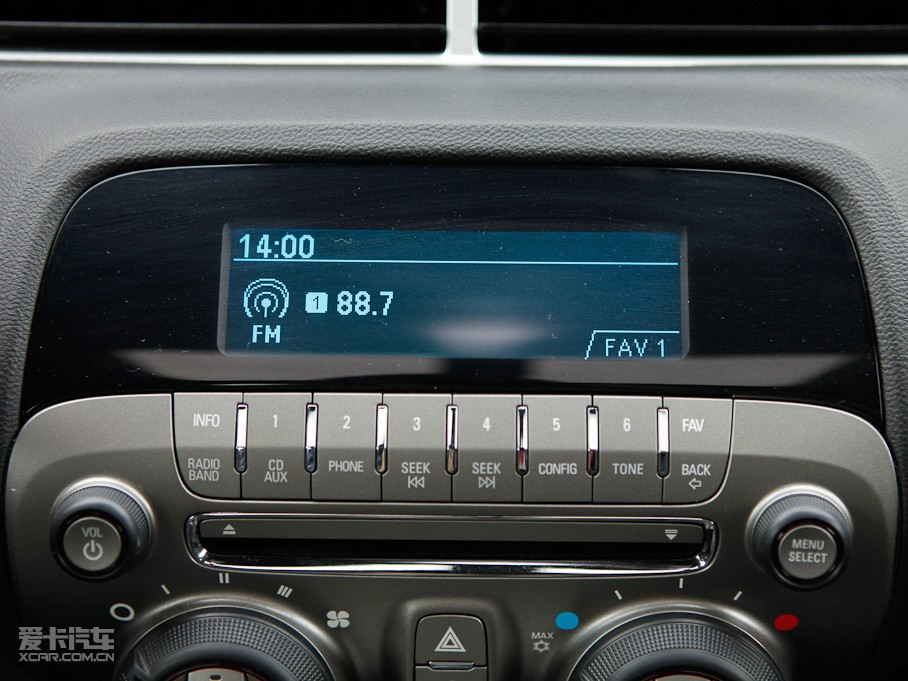 14:00
1 88.7
FM
FAV 1
INFO 1 2 3 4 5 6 FAV
RADIO BAND
CD AUX
PHONE
SEEK
SEEK
CONFIG
TONE
BACK
VOL
MENU SELECT
MAX
爱卡汽车
XCAR.COM.CN